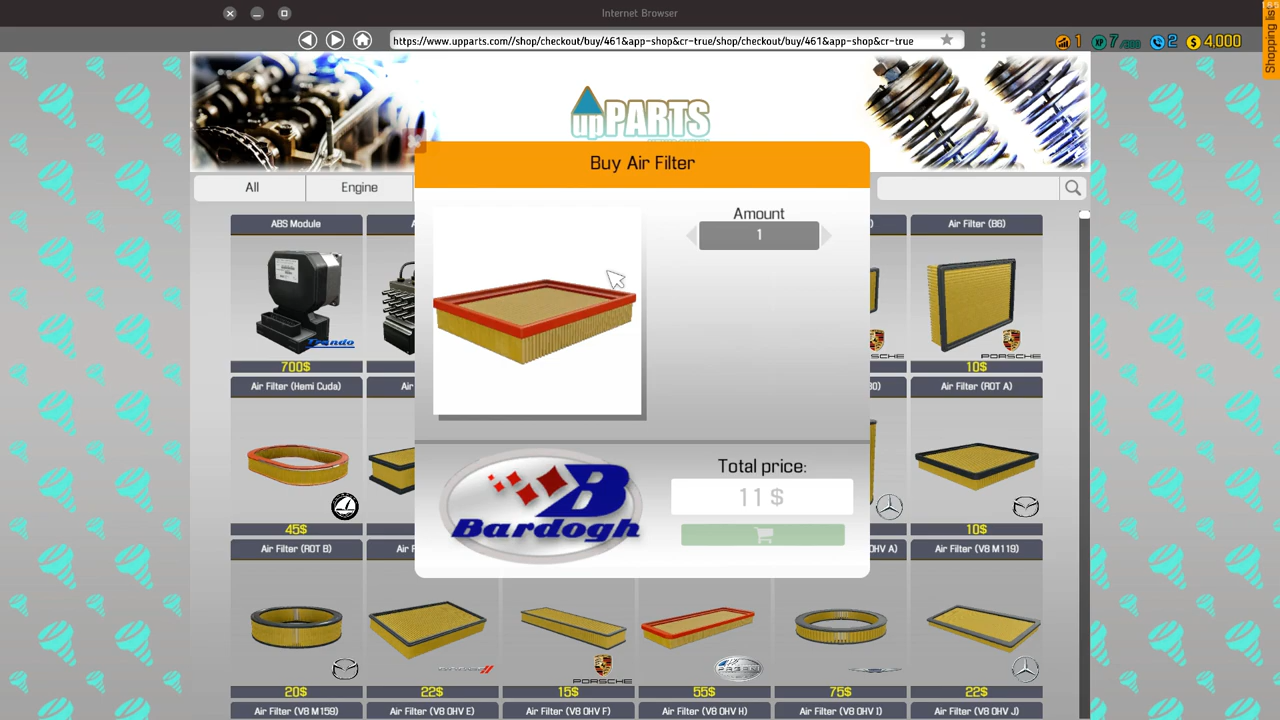 Internet Browser
https://www.upparts.com//shop/checkout/buy/461&app-shop&cr-true/shop/checkout/buy/461&app-shop&cr-true
1
XP 7
2
$ 4,000
Shopping list
upPARTS
Buy Air Filter
All
Engine
Amount
1
ABS Module
Air Filter (B6)
Trando
PORSCHE
700$
10$
Air Filter (Hemi Cuda)
Air Filter (ROT A)
Bardogh
Total price:
11 $
45$
10$
Air Filter (ROT B)
Air Filter (V8 M119)
PORSCHE
20$
22$
15$
55$
75$
22$
Air Filter (V8 M159)
Air Filter (V8 OHV E)
Air Filter (V8 OHV F)
Air Filter (V8 OHV H)
Air Filter (V8 OHV I)
Air Filter (V8 OHV J)